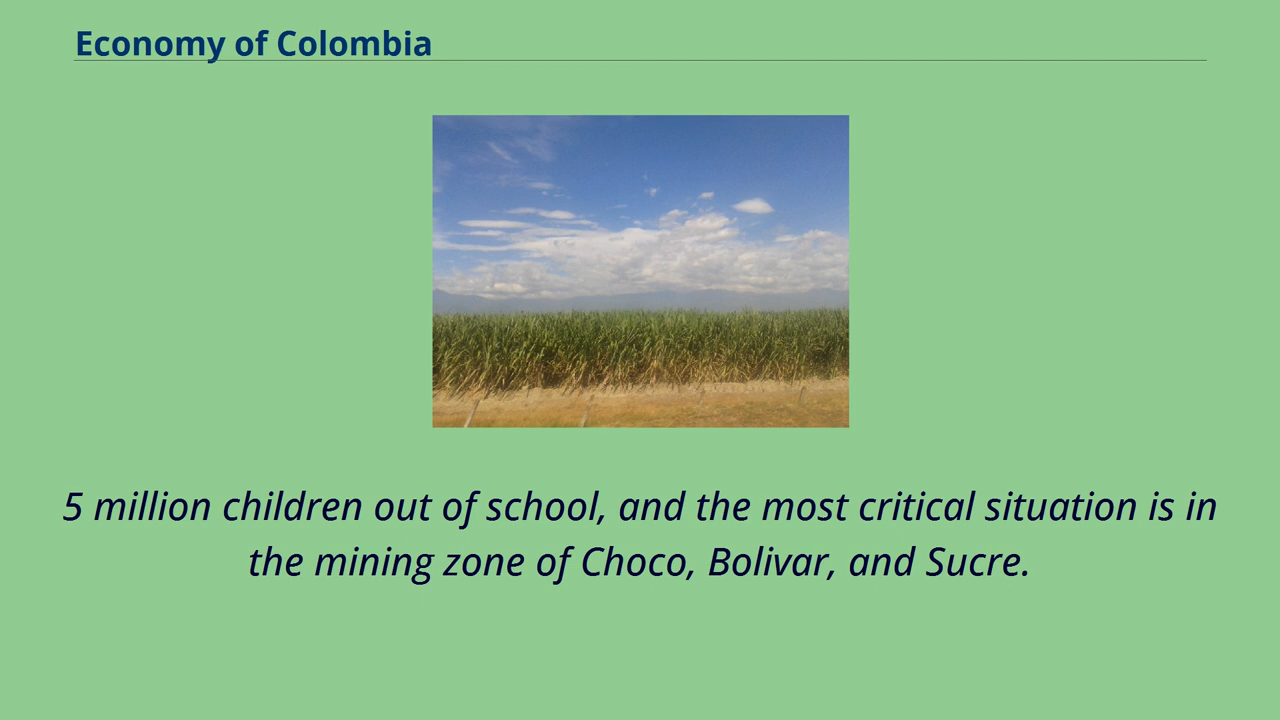 Economy of Colombia
5 million children out of school, and the most critical situation is in
the mining zone of Choco, Bolivar, and Sucre.